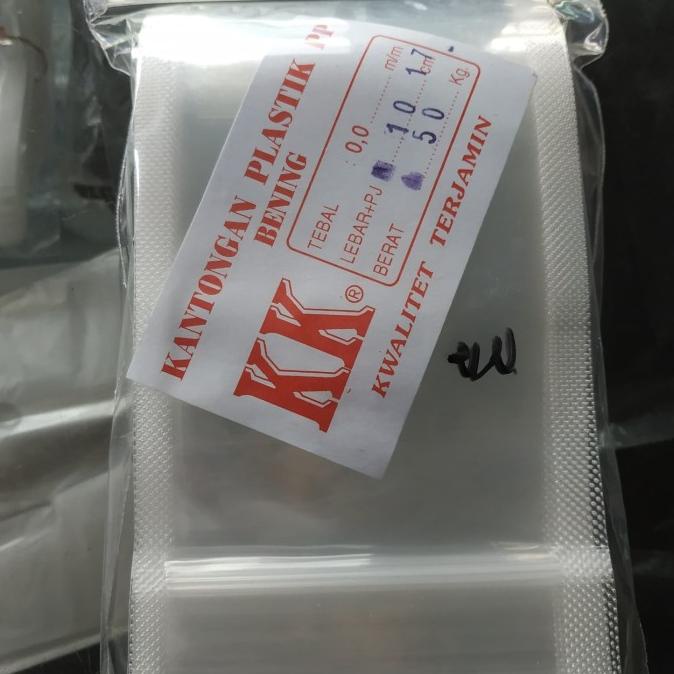 KANTONGAN PLASTIK PP
BENING
TEBAL : 0,0 ........ m/m
LEBAR+PJ 10 17 cm
BERAT 50 Kg.
KK®
KWALITET TERJAMIN